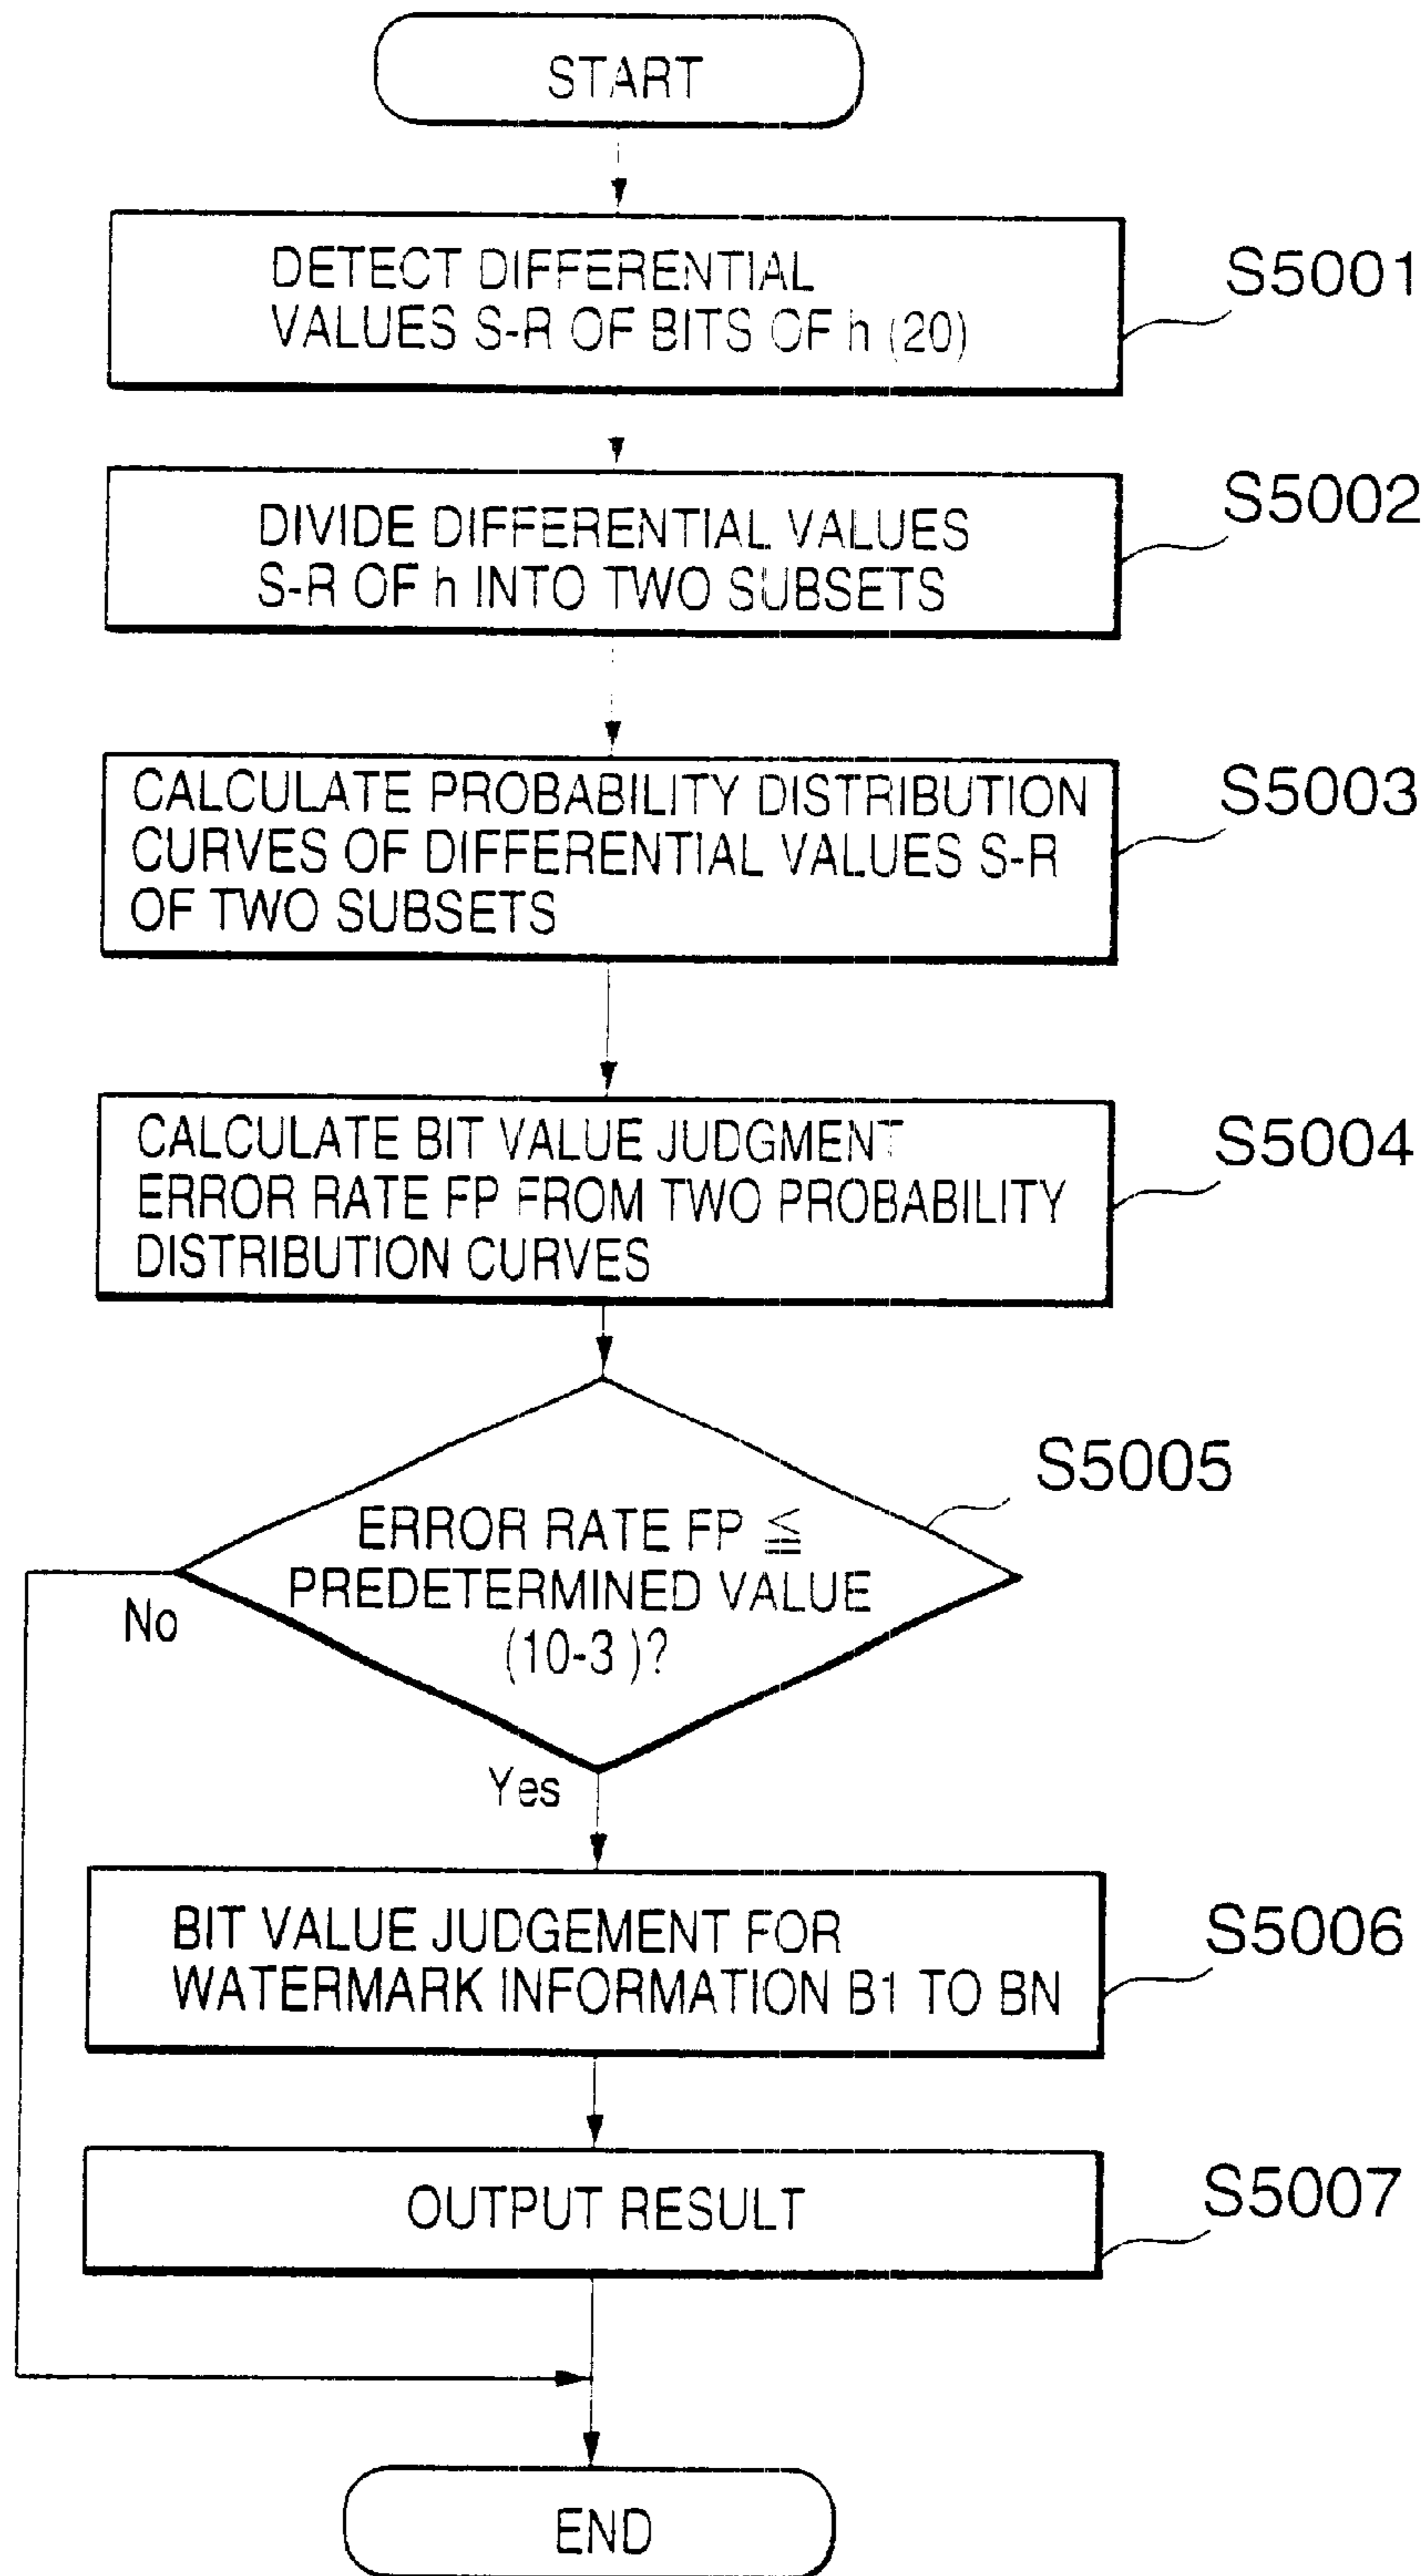 START
DETECT DIFFERENTIAL
VALUES S-R OF BITS OF h (20)
S5001
DIVIDE DIFFERENTIAL VALUES
S-R OF h INTO TWO SUBSETS
S5002
CALCULATE PROBABILITY DISTRIBUTION
CURVES OF DIFFERENTIAL VALUES S-R
OF TWO SUBSETS
S5003
CALCULATE BIT VALUE JUDGMENT
ERROR RATE FP FROM TWO PROBABILITY
DISTRIBUTION CURVES
S5004
ERROR RATE FP ≦
PREDETERMINED VALUE
(10-3 )?
S5005
No
Yes
BIT VALUE JUDGEMENT FOR
WATERMARK INFORMATION B1 TO BN
S5006
OUTPUT RESULT
S5007
END